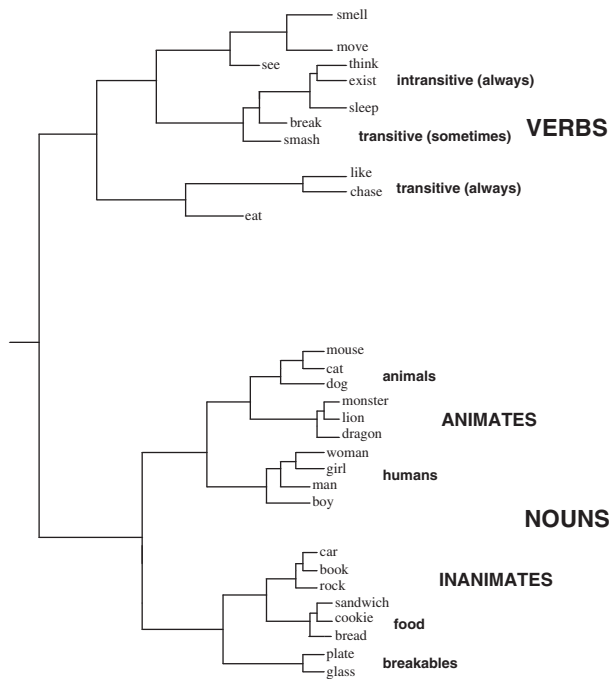 smell
move
see
think
exist
intransitive (always)
sleep
break
transitive (sometimes)
VERBS
smash
like
chase
transitive (always)
eat
mouse
cat
animals
dog
monster
lion
ANIMATES
dragon
woman
girl
humans
man
boy
NOUNS
car
book
INANIMATES
rock
sandwich
cookie
food
bread
plate
breakables
glass